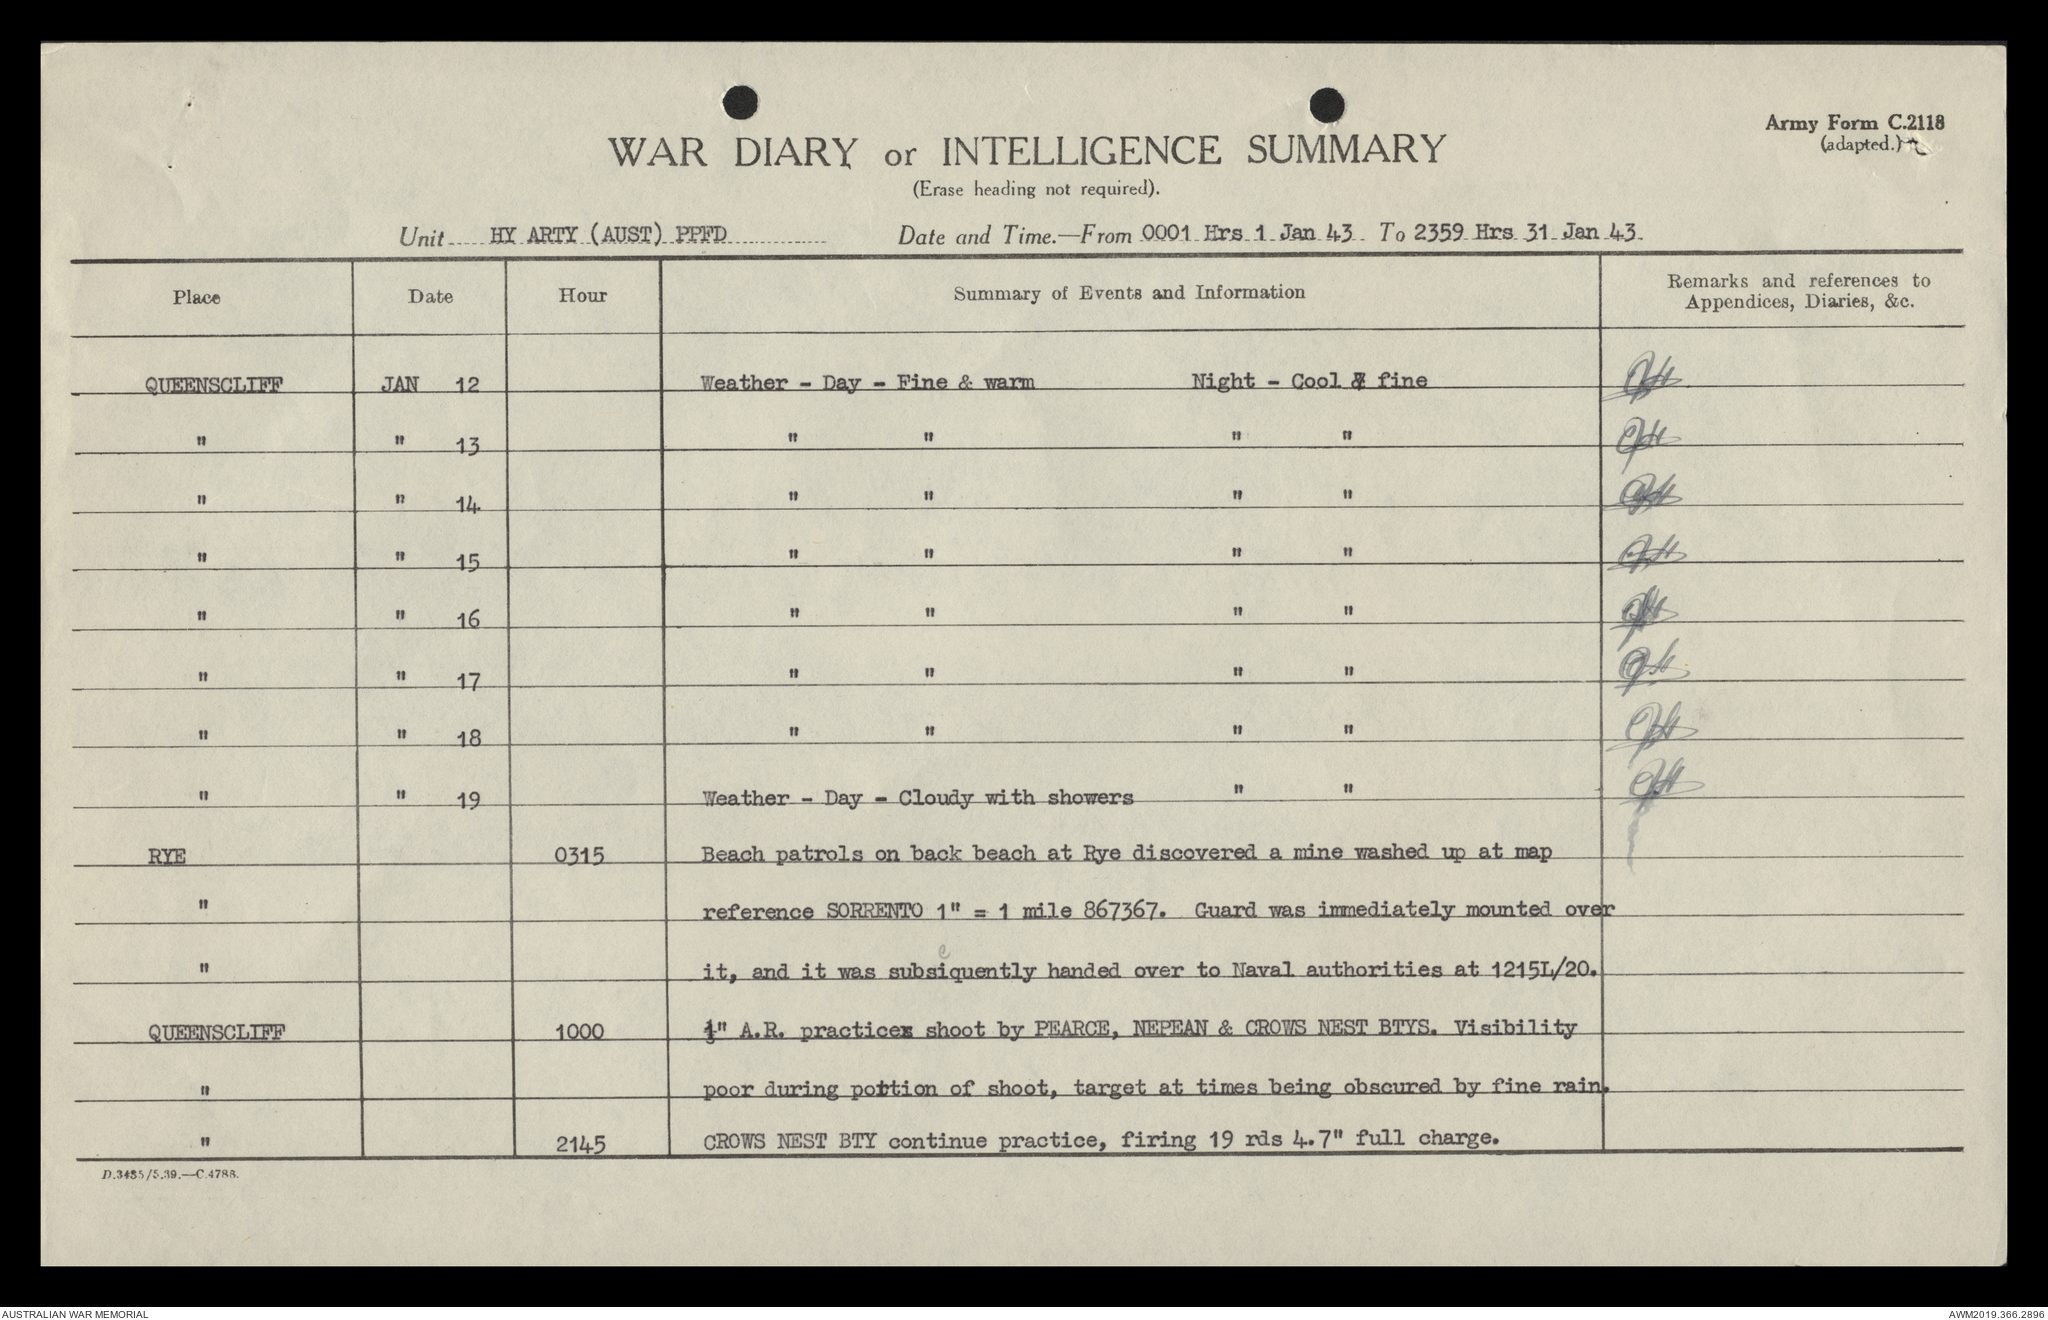 Army Form C.2118
(adapted.)
WAR DIARY or INTELLIGENCE SUMMARY
(Erase heading not required).
Unit HY ARTY (AUST) PPFD Date and Time.—From 0001 Hrs 1 Jan 43. To 2359 Hrs 31 Jan 43.
Place Date Hour Summary of Events and Information Remarks and references to
Appendices, Diaries, &c.
QUEENSCLIFF JAN 12 Weather - Day - Fine & warm Night - Cool & fine
" " 13 " " " "
" " 14 " " " "
" " 15 " " " "
" " 16 " " " "
" " 17 " " " "
" " 18 " " " "
" " 19 Weather - Day - Cloudy with showers " "
RYE 0315 Beach patrols on back beach at Rye discovered a mine washed up at map
" reference SORRENTO 1" = 1 mile 867367. Guard was immediately mounted over
" it, and it was subsequently handed over to Naval authorities at 1215L/20.
QUEENSCLIFF 1000 1" A.R. practice shoot by PEARCE, NEPEAN & CROWS NEST BTYS. Visibility
" poor during portion of shoot, target at times being obscured by fine rain.
" 2145 CROWS NEST BTY continue practice, firing 19 rds 4.7" full charge.
D.3485/5.39.—C.4788.
AUSTRALIAN WAR MEMORIAL AWM2019.366.2896